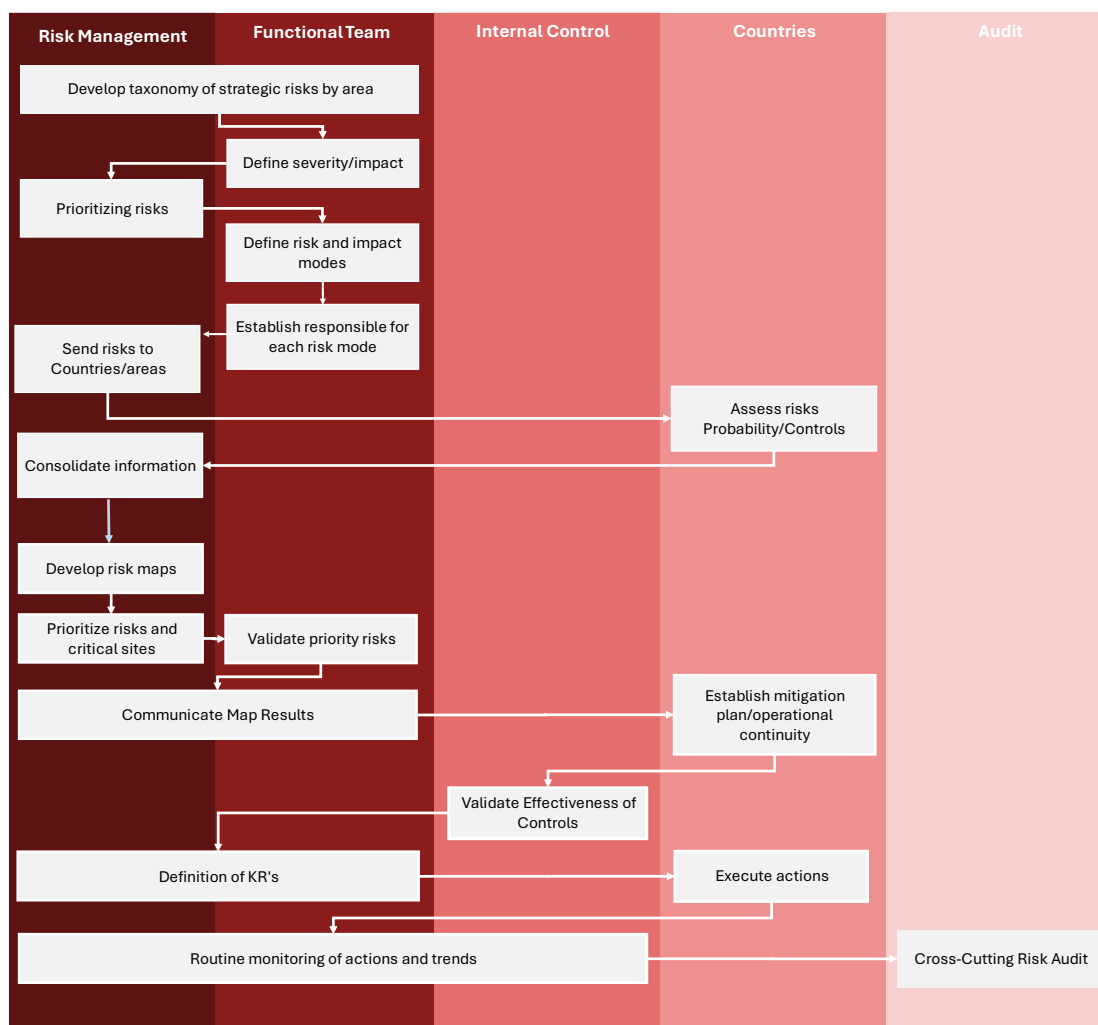 Risk Management
Functional Team
Internal Control
Countries
Audit
Develop taxonomy of strategic risks by area
Define severity/impact
Prioritizing risks
Define risk and impact
modes
Establish responsible for
each risk mode
Send risks to
Countries/areas
Assess risks
Probability/Controls
Consolidate information
Develop risk maps
Prioritize risks and
critical sites
Validate priority risks
Communicate Map Results
Establish mitigation
plan/operational
continuity
Validate Effectiveness of
Controls
Definition of KR's
Execute actions
Routine monitoring of actions and trends
Cross-Cutting Risk Audit